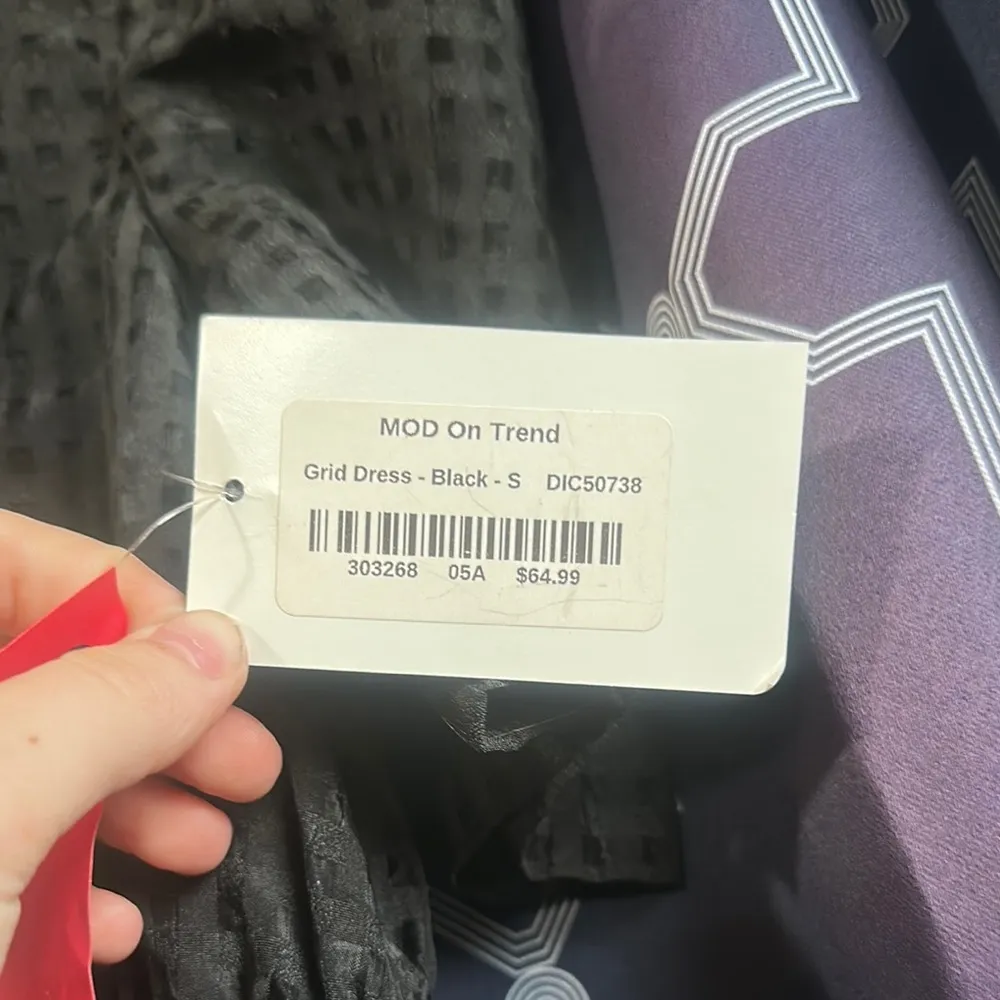 MOD On Trend
Grid Dress - Black - S DIC50738
303268 05A $64.99